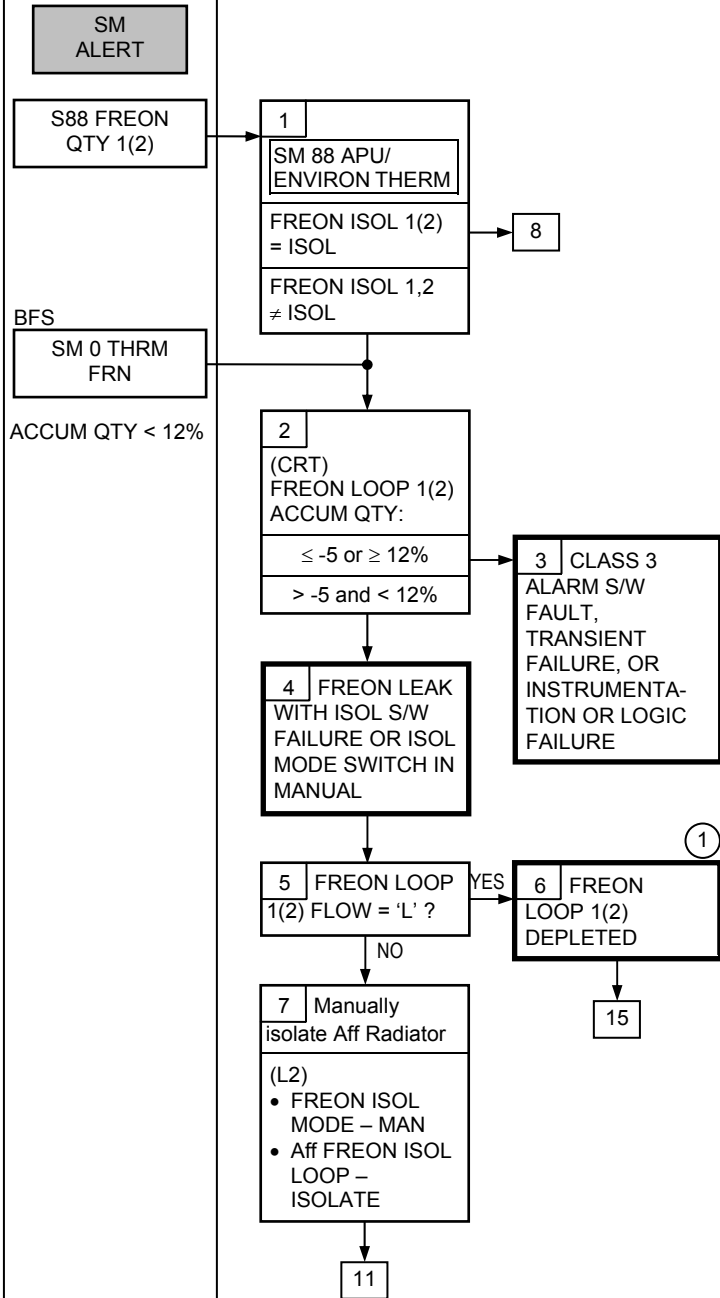 SM
ALERT
S88 FREON
QTY 1(2)
1
SM 88 APU/
ENVIRON THERM
FREON ISOL 1(2)
= ISOL
8
FREON ISOL 1,2
≠ ISOL
BFS
SM 0 THRM
FRN
ACCUM QTY < 12%
2
(CRT)
FREON LOOP 1(2)
ACCUM QTY:
≤ -5 or ≥ 12%
> -5 and < 12%
3 CLASS 3
ALARM S/W
FAULT,
TRANSIENT
FAILURE, OR
INSTRUMENTA-
TION OR LOGIC
FAILURE
4 FREON LEAK
WITH ISOL S/W
FAILURE OR ISOL
MODE SWITCH IN
MANUAL
5 FREON LOOP
1(2) FLOW = ‘L’ ?
YES
NO
1
6 FREON
LOOP 1(2)
DEPLETED
15
7 Manually
isolate Aff Radiator
(L2)
• FREON ISOL
MODE – MAN
• Aff FREON ISOL
LOOP –
ISOLATE
11